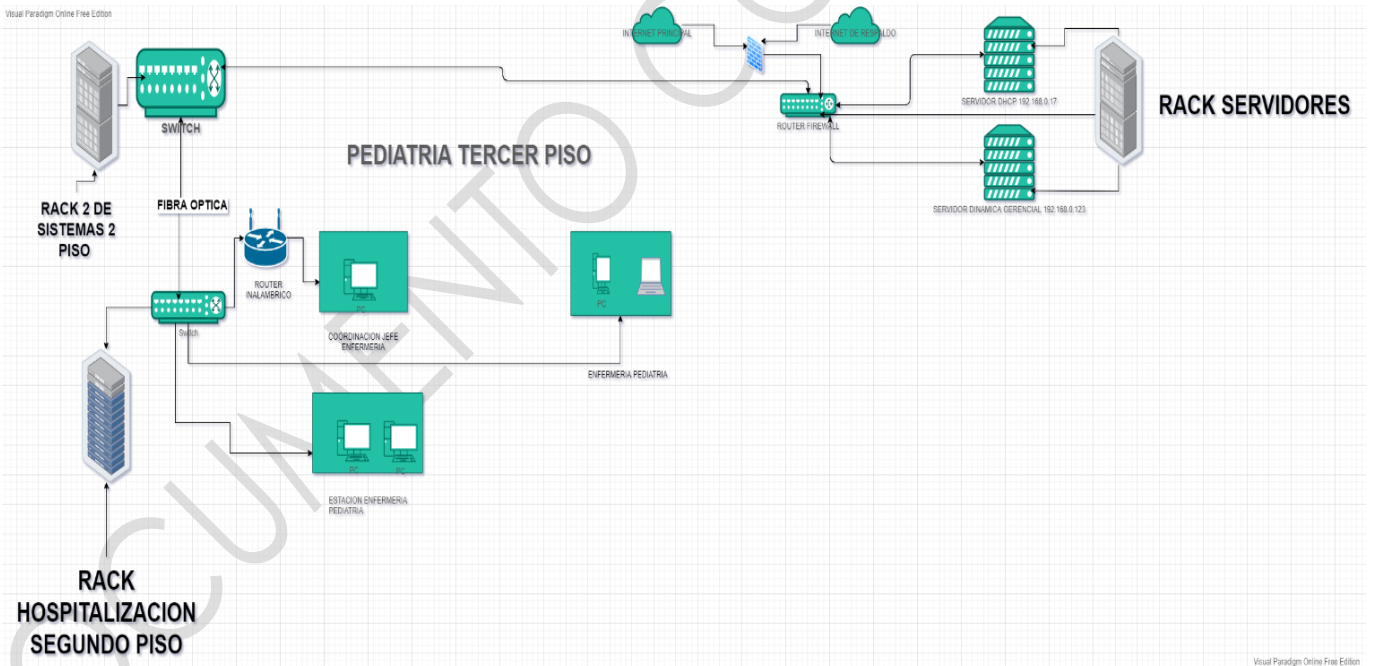 Visual Paradigm Online Free Edition
INTERNET PRINCIPAL
INTERNET DE RESPALDO
SERVIDOR DHCP 192.168.0.17
RACK SERVIDORES
ROUTER FIREWALL
SWITCH
PEDIATRIA TERCER PISO
RACK 2 DE
SISTEMAS 2
PISO
FIBRA OPTICA
SERVIDOR DINAMICA GERENCIAL 192.168.0.123
ROUTER
INALAMBRICO
PC
PC
Switch
COORDINACION JEFE
ENFERMERIA
ENFERMERIA PEDIATRIA
PC
PC
ESTACION ENFERMERIA
PEDIATRIA
RACK
HOSPITALIZACION
SEGUNDO PISO
Visual Paradigm Online Free Edition